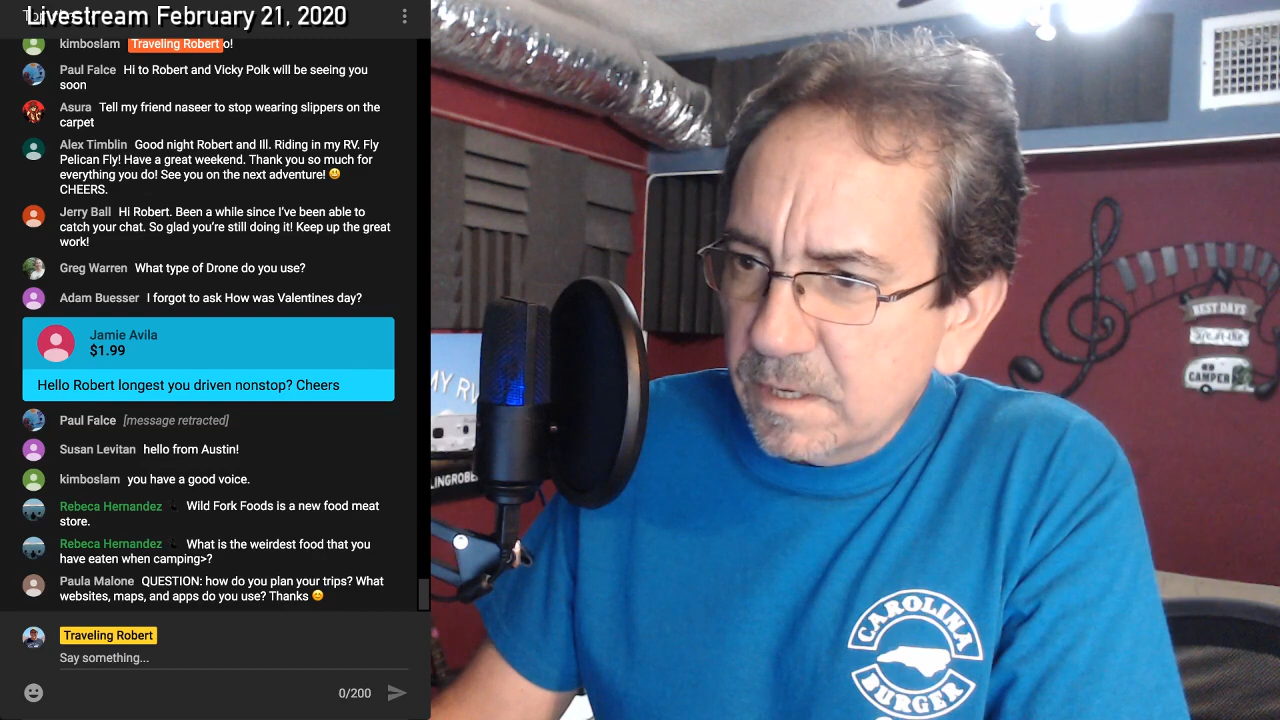 Livestream February 21, 2020
kimboslam Traveling Robert o!
Paul Falce Hi to Robert and Vicky Polk will be seeing you
soon
Asura Tell my friend naseer to stop wearing slippers on the
carpet
Alex Timblin Good night Robert and Ill. Riding in my RV. Fly
Pelican Fly! Have a great weekend. Thank you so much for
everything you do! See you on the next adventure! 😃
CHEERS.
Jerry Ball Hi Robert. Been a while since I've been able to
catch your chat. So glad you're still doing it! Keep up the great
work!
Greg Warren What type of Drone do you use?
Adam Buesser I forgot to ask How was Valentines day?
Jamie Avila
$1.99
Hello Robert longest you driven nonstop? Cheers
Paul Falce [message retracted]
Susan Levitan hello from Austin!
kimboslam you have a good voice.
Rebeca Hernandez Wild Fork Foods is a new food meat
store.
Rebeca Hernandez What is the weirdest food that you
have eaten when camping>?
Paula Malone QUESTION: how do you plan your trips? What
websites, maps, and apps do you use? Thanks 😊
Traveling Robert
Say something...
0/200
MY RV
LINGROBE
BEST DAYS
CAMPER
CAROLINA
BURGER